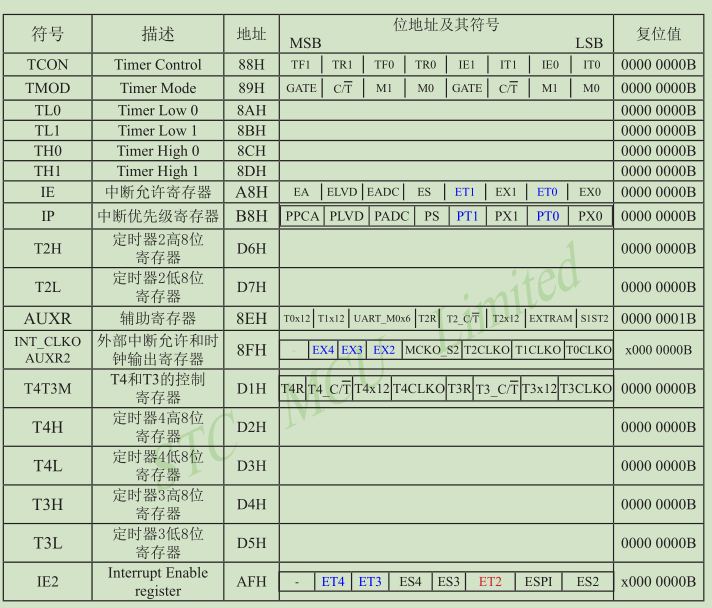 符号 描述 地址 位地址及其符号 复位值
MSB LSB
TCON Timer Control 88H TF1 TR1 TF0 TR0 IE1 IT1 IE0 IT0 0000 0000B
TMOD Timer Mode 89H GATE C/T̅ M1 M0 GATE C/T̅ M1 M0 0000 0000B
TL0 Timer Low 0 8AH 0000 0000B
TL1 Timer Low 1 8BH 0000 0000B
TH0 Timer High 0 8CH 0000 0000B
TH1 Timer High 1 8DH 0000 0000B
IE 中断允许寄存器 A8H EA ELVD EADC ES ET1 EX1 ET0 EX0 0000 0000B
IP 中断优先级寄存器 B8H PPCA PLVD PADC PS PT1 PX1 PT0 PX0 0000 0000B
T2H 定时器2高8位
寄存器 D6H 0000 0000B
T2L 定时器2低8位
寄存器 D7H 0000 0000B
AUXR 辅助寄存器 8EH T0x12 T1x12 UART_M0x6 T2R T2_C/T̅ T2x12 EXTRAM S1ST2 0000 0001B
INT_CLKO
AUXR2 外部中断允许和时
钟输出寄存器 8FH - EX4 EX3 EX2 MCKO_S2 T2CLKO T1CLKO T0CLKO x000 0000B
T4T3M T4和T3的控制
寄存器 D1H T4R T4_C/T̅ T4x12 T4CLKO T3R T3_C/T̅ T3x12 T3CLKO 0000 0000B
T4H 定时器4高8位
寄存器 D2H 0000 0000B
T4L 定时器4低8位
寄存器 D3H 0000 0000B
T3H 定时器3高8位
寄存器 D4H 0000 0000B
T3L 定时器3低8位
寄存器 D5H 0000 0000B
IE2 Interrupt Enable
register AFH - ET4 ET3 ES4 ES3 ET2 ESPI ES2 x000 0000B
STC MCU Limited